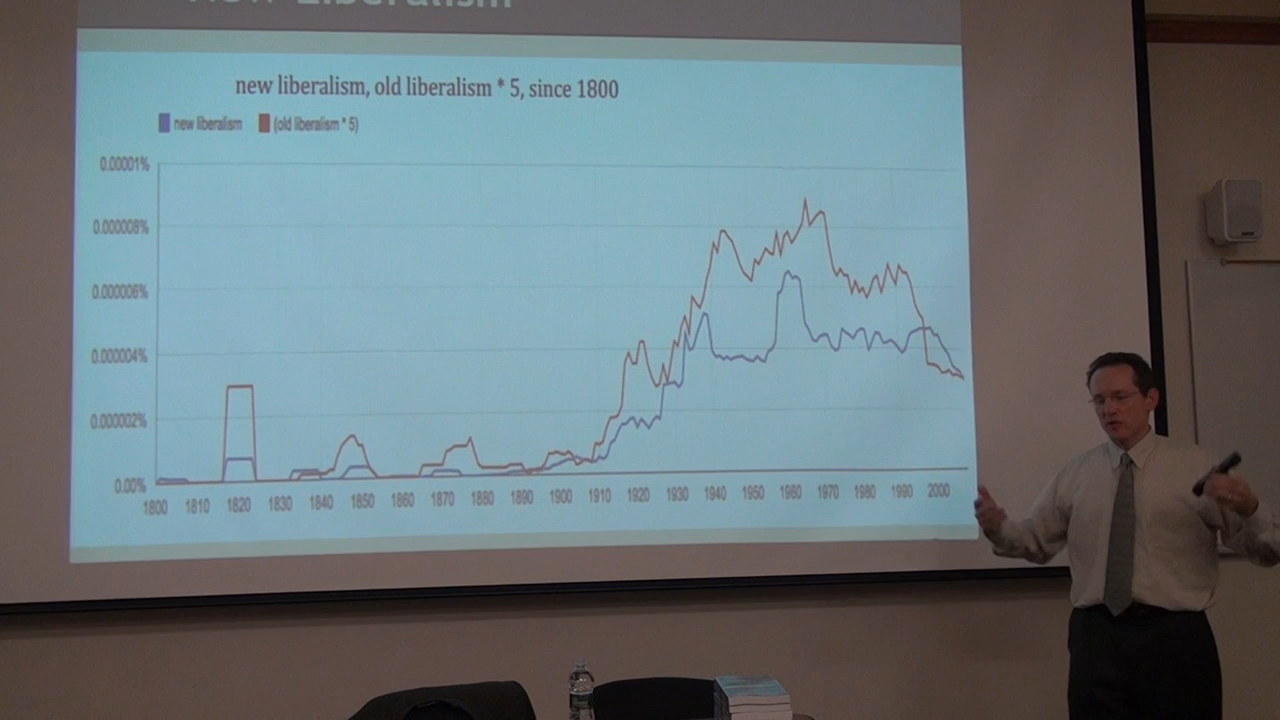 New Liberalism
new liberalism, old liberalism * 5, since 1800
new liberalism (old liberalism * 5)
0.00001%
0.000008%
0.000006%
0.000004%
0.000002%
0.00%
1800 1810 1820 1830 1840 1850 1860 1870 1880 1890 1900 1910 1920 1930 1940 1950 1960 1970 1980 1990 2000